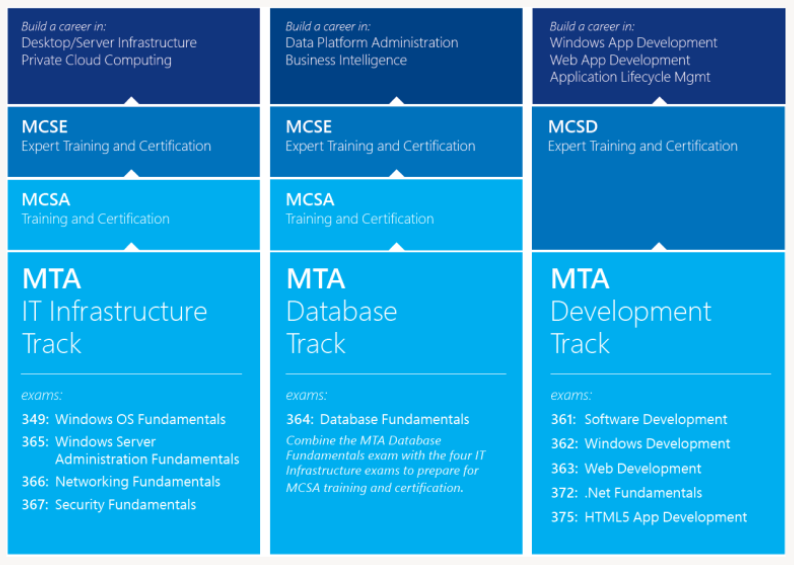 Build a career in:
Desktop/Server Infrastructure
Private Cloud Computing
MCSE
Expert Training and Certification
MCSA
Training and Certification
MTA
IT Infrastructure
Track
exams:
349: Windows OS Fundamentals
365: Windows Server
Administration Fundamentals
366: Networking Fundamentals
367: Security Fundamentals
Build a career in:
Data Platform Administration
Business Intelligence
MCSE
Expert Training and Certification
MCSA
Training and Certification
MTA
Database
Track
exams:
364: Database Fundamentals
Combine the MTA Database
Fundamentals exam with the four IT
Infrastructure exams to prepare for
MCSA training and certification.
Build a career in:
Windows App Development
Web App Development
Application Lifecycle Mgmt
MCSD
Expert Training and Certification
MTA
Development
Track
exams:
361: Software Development
362: Windows Development
363: Web Development
372: .Net Fundamentals
375: HTML5 App Development